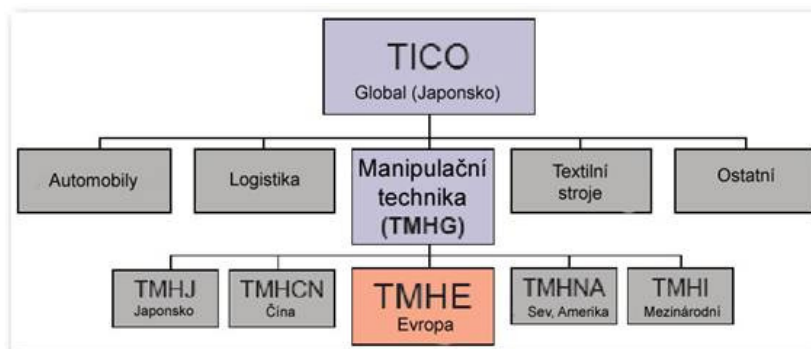 TICO
Global (Japonsko)
Automobily
Logistika
Manipulační
technika
(TMHG)
Textilní
stroje
Ostatní
TMHJ
Japonsko
TMHCN
Čína
TMHE
Evropa
TMHNA
Sev, Amerika
TMHI
Mezinárodní